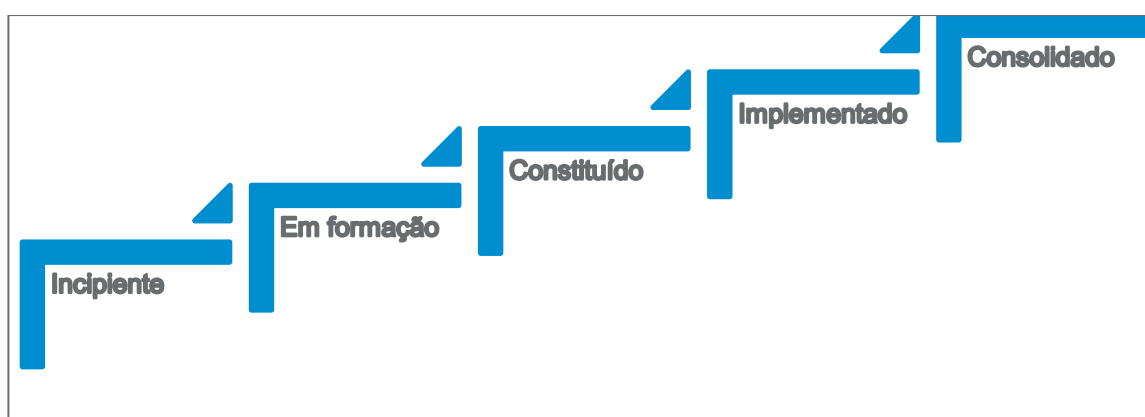 Consolidado
Implementado
Constituído
Em formação
Incipiente